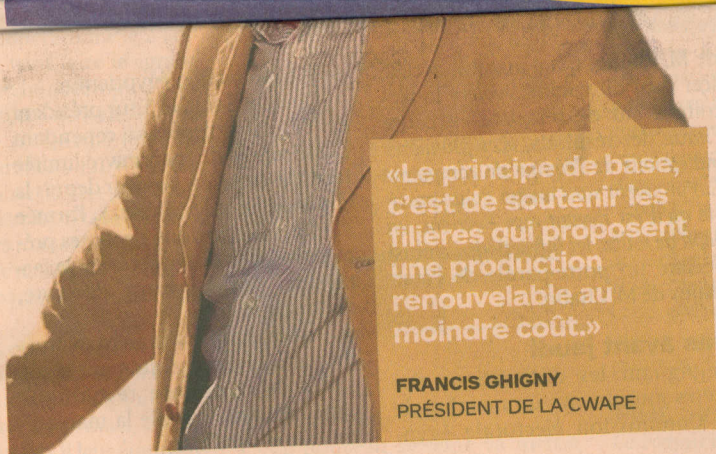 «Le principe de base,
c'est de soutenir les
filières qui proposent
une production
renouvelable au
moindre coût.»
FRANCIS GHIGNY
PRÉSIDENT DE LA CWAPE